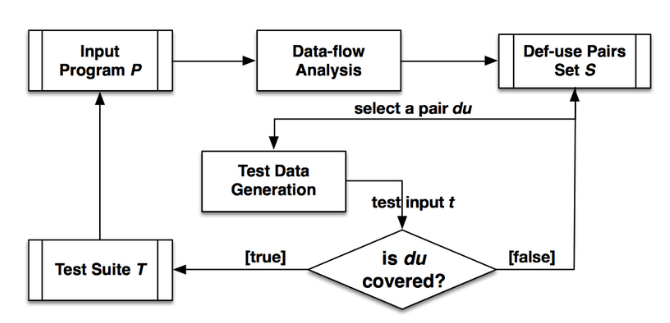 Input
Program P
Data-flow
Analysis
Def-use Pairs
Set S
select a pair du
Test Data
Generation
test input t
is du
covered?
[true]
[false]
Test Suite T